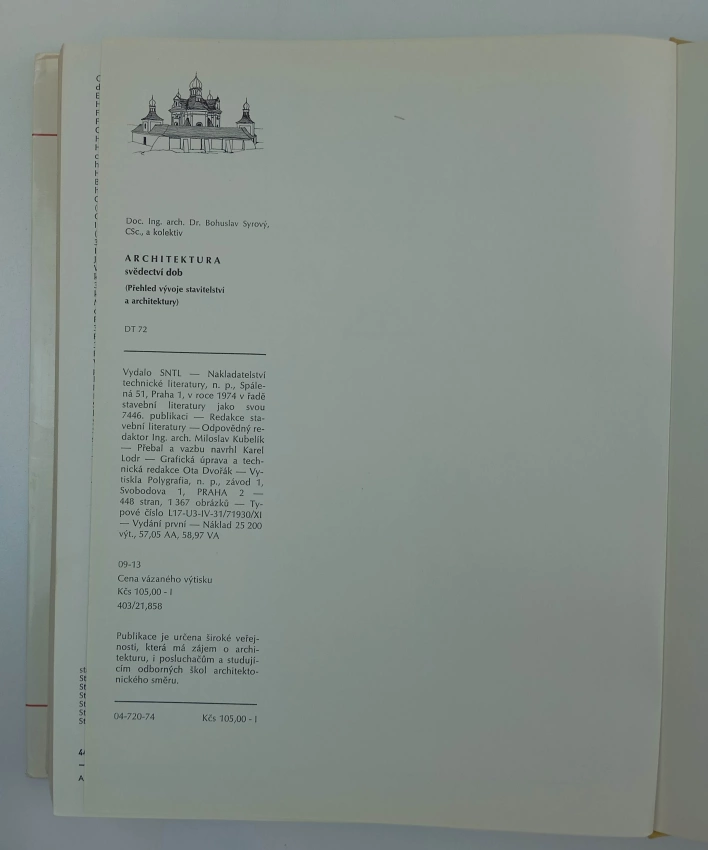 Doc. Ing. arch. Dr. Bohuslav Syrový,
CSc., a kolektiv
ARCHITEKTURA
svědectví dob
(Přehled vývoje stavitelství
a architektury)
DT 72
Vydalo SNTL — Nakladatelství
technické literatury, n. p., Spále-
ná 51, Praha 1, v roce 1974 v řadě
stavební literatury jako svou
7446. publikaci — Redakce sta-
vební literatury — Odpovědný re-
daktor Ing. arch. Miloslav Kubelík
— Přebal a vazbu navrhl Karel
Lodr — Grafická úprava a tech-
nická redakce Ota Dvořák — Vy-
tiskla Polygrafia, n. p., závod 1,
Svobodova 1, PRAHA 2 —
448 stran, 1 367 obrázků — Ty-
pové číslo L17-U3-IV-31/71930/XI
— Vydání první — Náklad 25 200
výt., 57,05 AA, 58,97 VA
09-13
Cena vázaného výtisku
Kčs 105,00 - I
403/21,858
Publikace je určena široké veřej-
nosti, která má zájem o archi-
tekturu, i posluchačům a studují-
cím odborných škol architekto-
nického směru.
04-720-74 Kčs 105,00 - I